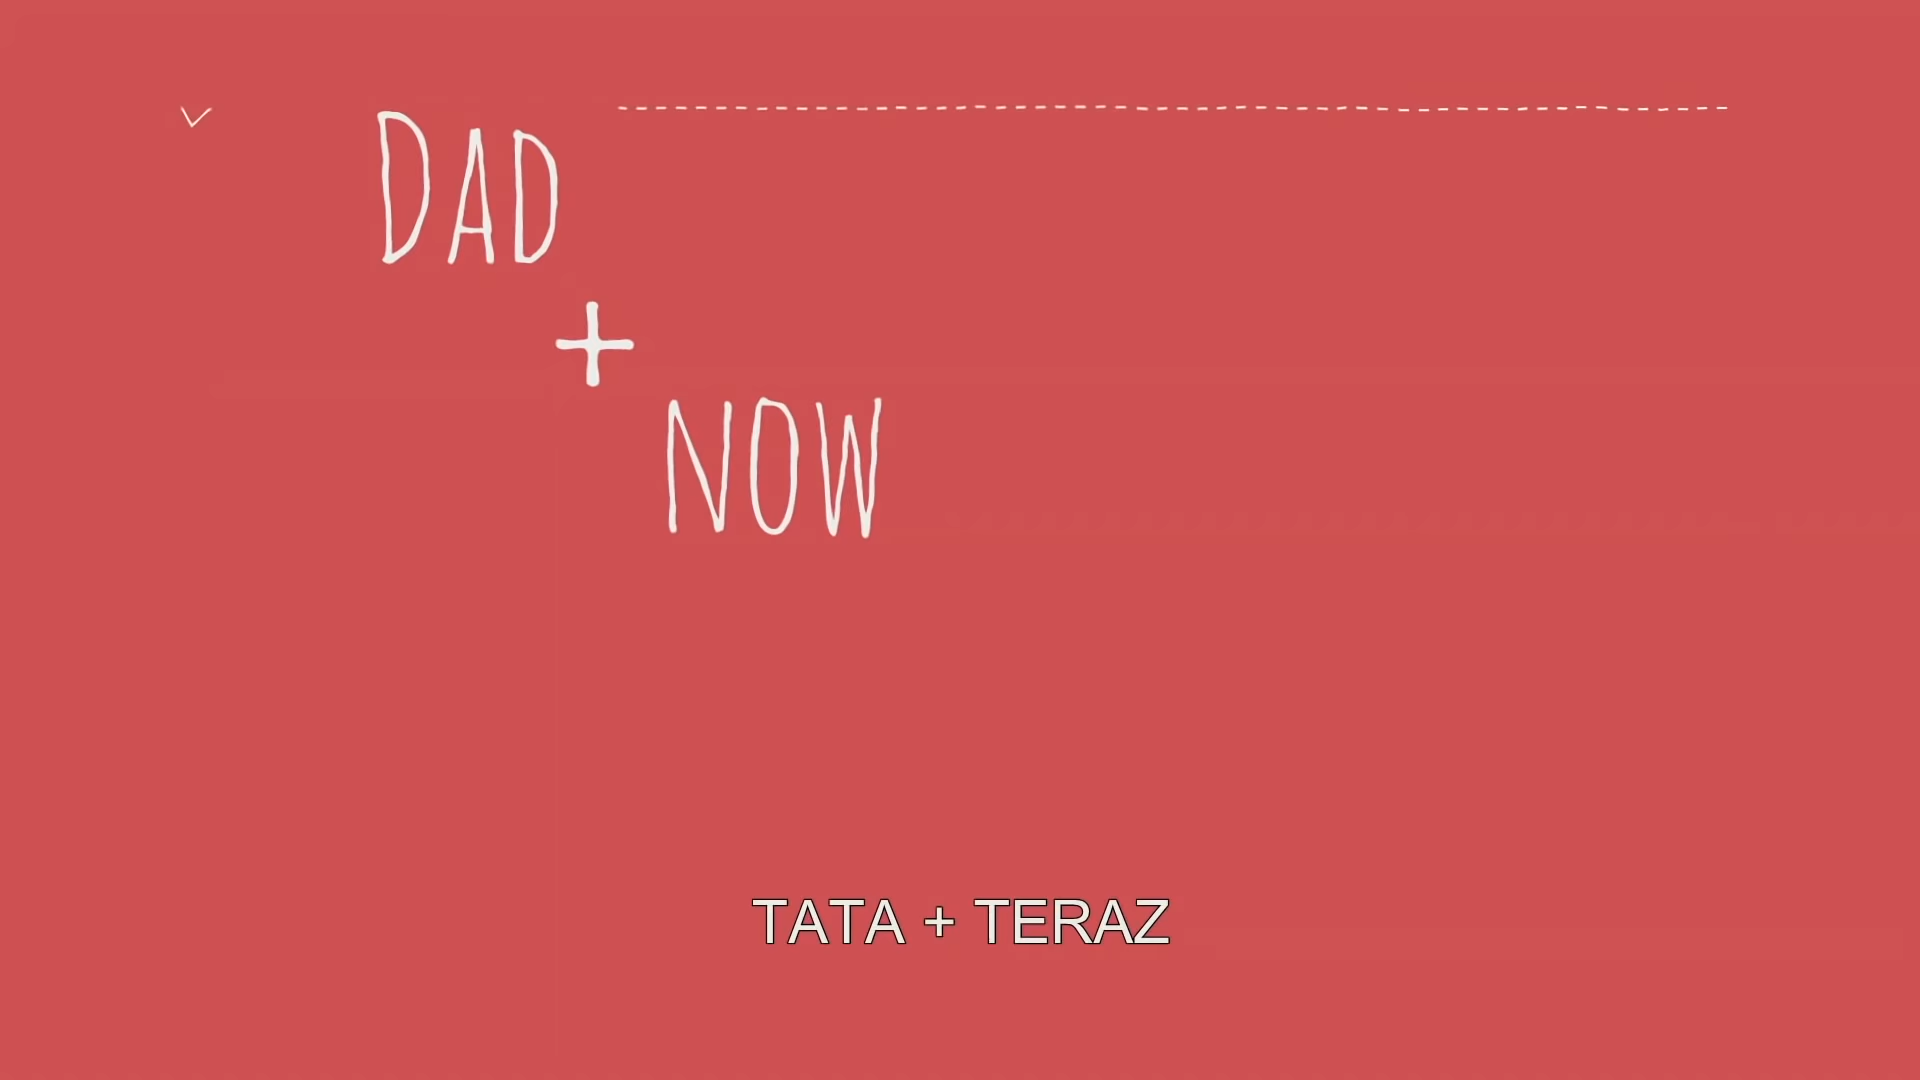 DAD
+
NOW
TATA + TERAZ